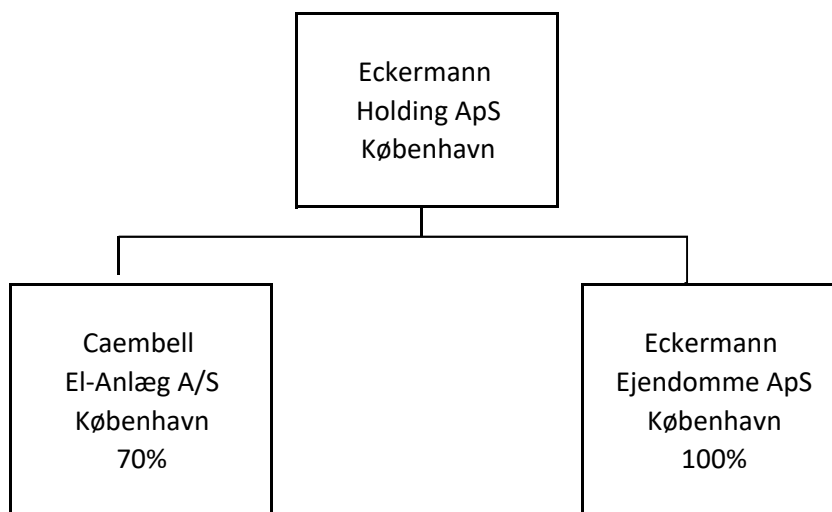 Eckermann
Holding ApS
København
Caembell
El-Anlæg A/S
København
70%
Eckermann
Ejendomme ApS
København
100%